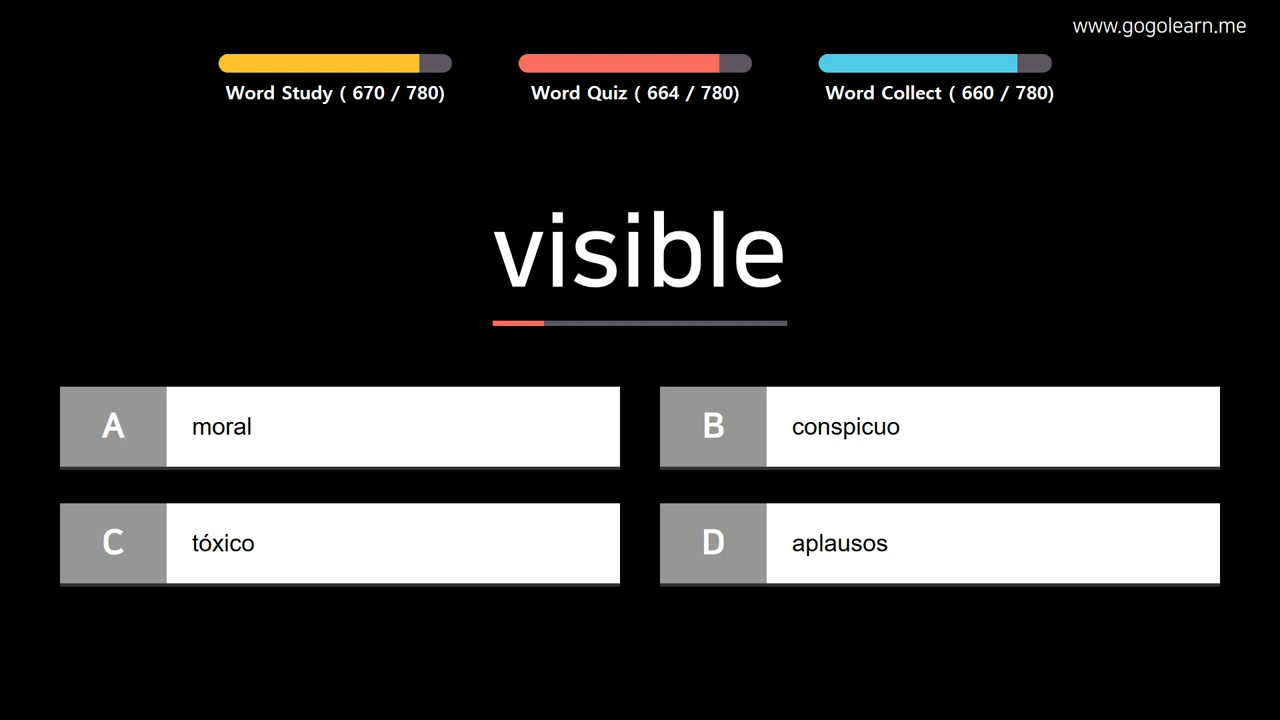 www.gogolearn.me
Word Study ( 670 / 780)
Word Quiz ( 664 / 780)
Word Collect ( 660 / 780)
visible
A moral
B conspicuo
C tóxico
D aplausos